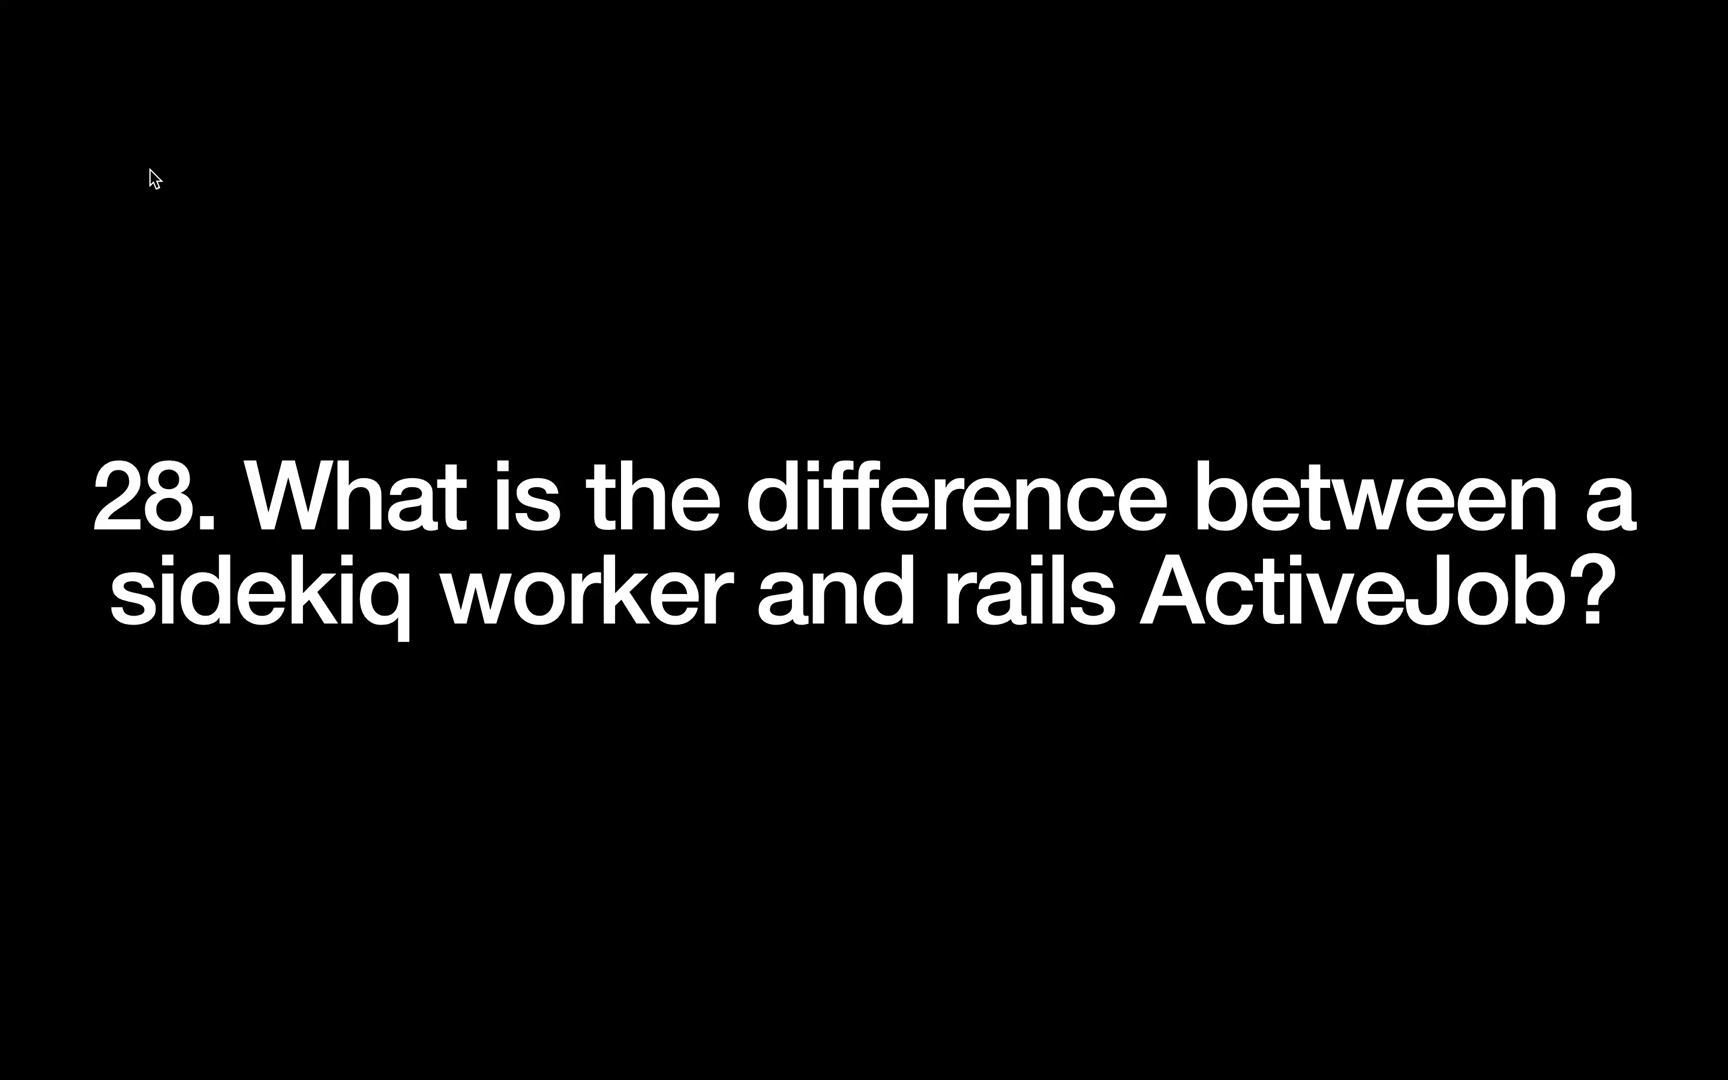 28. What is the difference between a
sidekiq worker and rails ActiveJob?